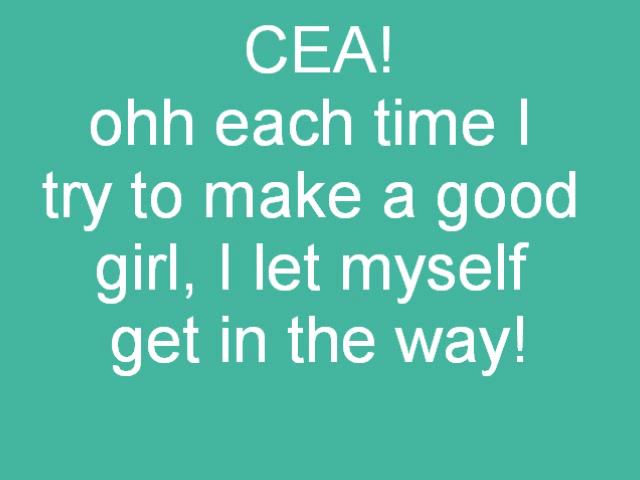 CEA!
ohh each time I
try to make a good
girl, I let myself
get in the way!